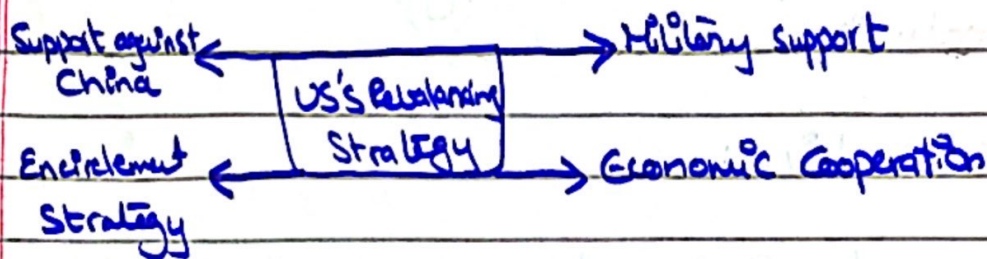 Support against
China
Military support
US's Rebalancing
Strategy
Encirclement
Strategy
Economic Cooperation